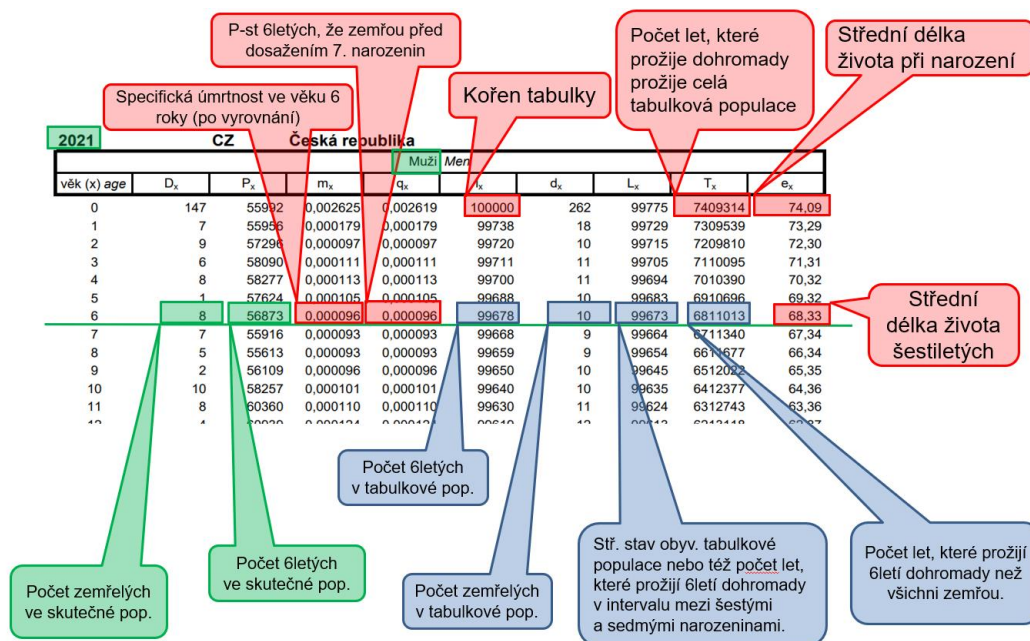 P-st 6letých, že zemřou před
dosažením 7. narozenin
Specifická úmrtnost ve věku 6
roky (po vyrovnání)
Kořen tabulky
Počet let, které
prožije dohromady
prožije celá
tabulková populace
Střední délka
života při narození
2021 CZ Česká republika
Muži Men
věk (x) age Dx Px mx qx lx dx Lx Tx ex
0 147 55992 0,002625 0,002619 100000 262 99775 7409314 74,09
1 7 55956 0,000179 0,000179 99738 18 99729 7309539 73,29
2 9 57296 0,000097 0,000097 99720 10 99715 7209810 72,30
3 6 58090 0,000111 0,000111 99711 11 99705 7110095 71,31
4 8 58277 0,000113 0,000113 99700 11 99694 7010390 70,32
5 1 57624 0,000105 0,000105 99688 10 99683 6910696 69,32
6 8 56873 0,000096 0,000096 99678 10 99673 6811013 68,33
7 7 55916 0,000093 0,000093 99668 9 99664 6711340 67,34
8 5 55613 0,000093 0,000093 99659 9 99654 6611677 66,34
9 2 56109 0,000096 0,000096 99650 10 99645 6512022 65,35
10 10 58257 0,000101 0,000101 99640 10 99635 6412377 64,36
11 8 60360 0,000110 0,000110 99630 11 99624 6312743 63,36
Střední
délka života
šestiletých
Počet 6letých
v tabulkové pop.
Počet zemřelých
ve skutečné pop.
Počet 6letých
ve skutečné pop.
Počet zemřelých
v tabulkové pop.
Stř. stav obyv. tabulkové
populace nebo též počet let,
které prožijí 6letí dohromady
v intervalu mezi šestými
a sedmými narozeninami.
Počet let, které prožijí
6letí dohromady než
všichni zemřou.